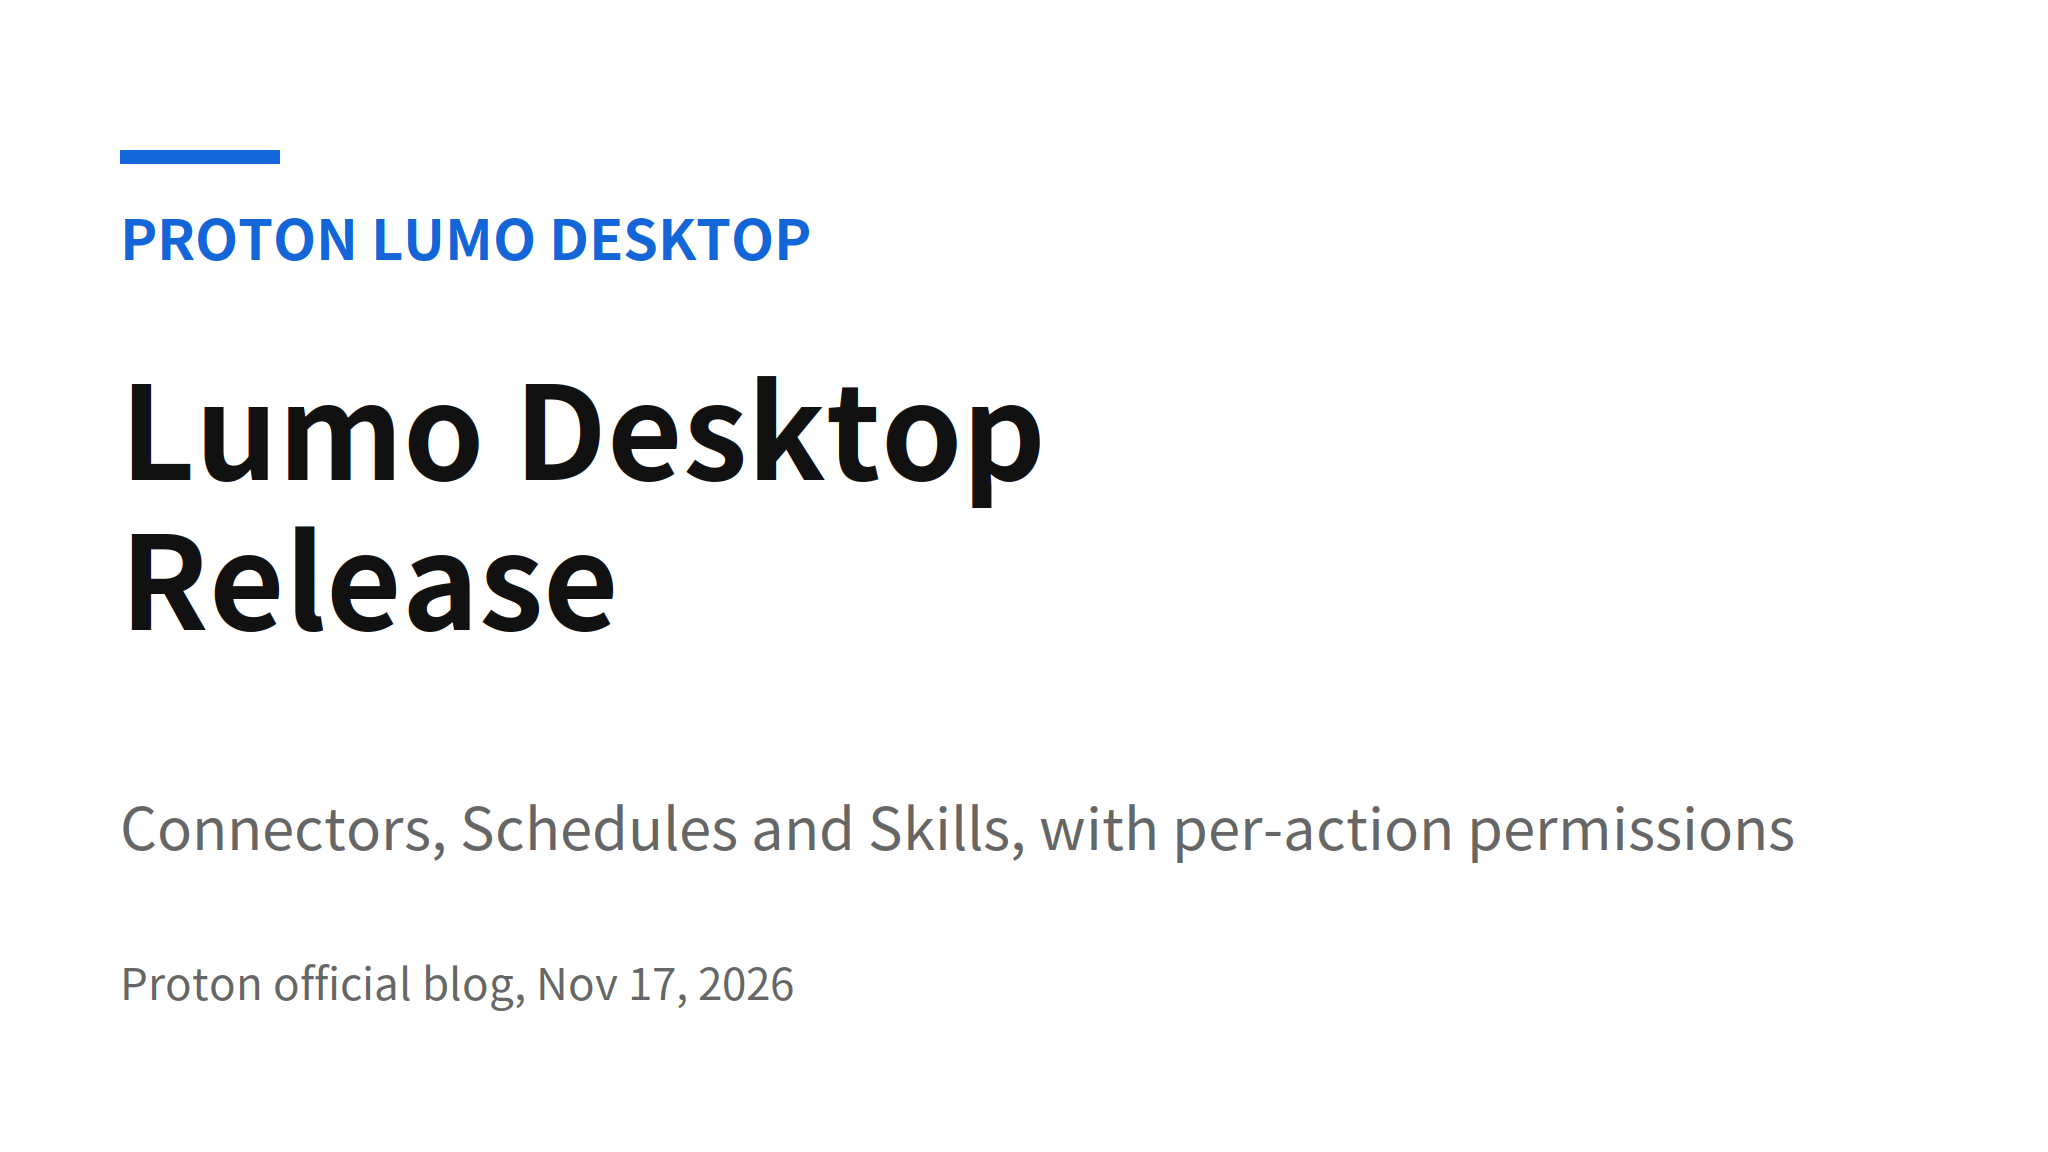 PROTON LUMO DESKTOP
Lumo Desktop
Release
Connectors, Schedules and Skills, with per-action permissions
Proton official blog, Nov 17, 2026